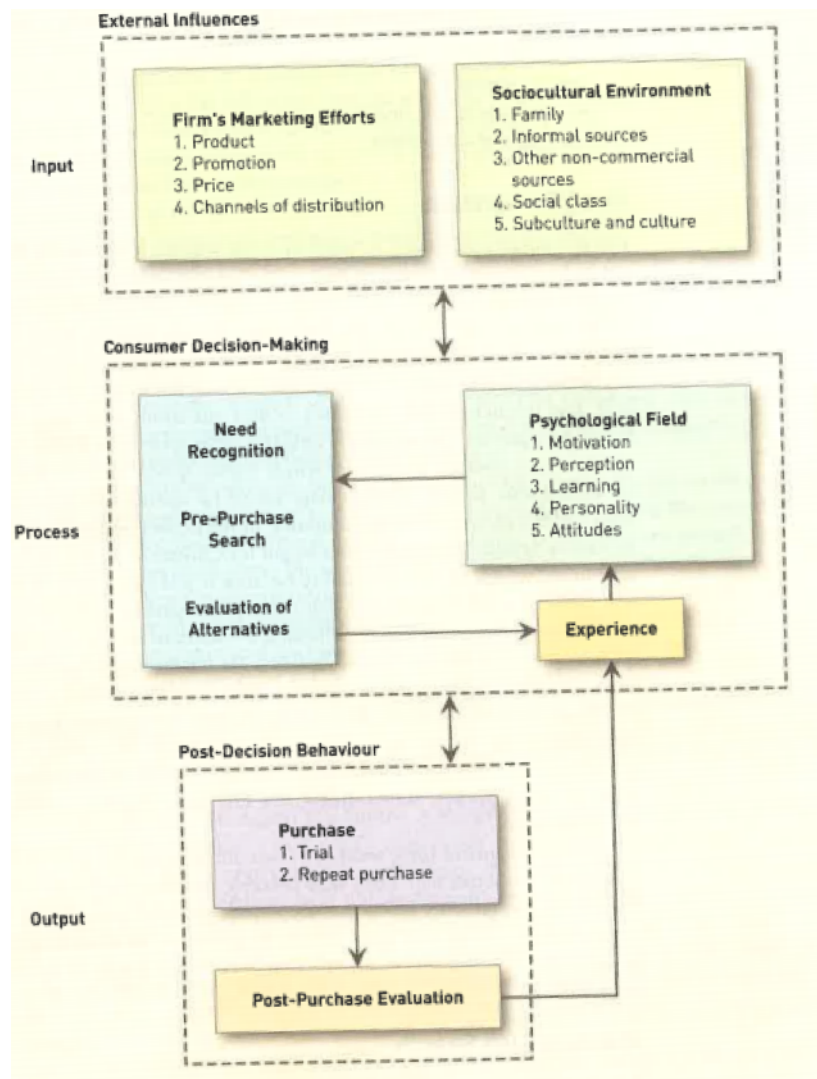 External Influences
Input
Firm's Marketing Efforts
1. Product
2. Promotion
3. Price
4. Channels of distribution
Sociocultural Environment
1. Family
2. Informal sources
3. Other non-commercial
sources
4. Social class
5. Subculture and culture
Consumer Decision-Making
Process
Need
Recognition
Pre-Purchase
Search
Evaluation of
Alternatives
Psychological Field
1. Motivation
2. Perception
3. Learning
4. Personality
5. Attitudes
Experience
Post-Decision Behaviour
Output
Purchase
1. Trial
2. Repeat purchase
Post-Purchase Evaluation